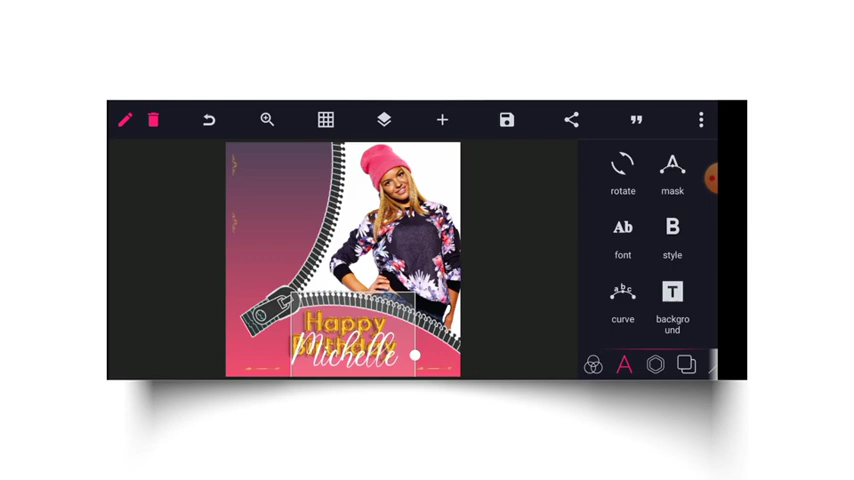 rotate
mask
Ab
B
font
style
abc
T
curve
backgro
und
Happy
Birthday
Michelle
A